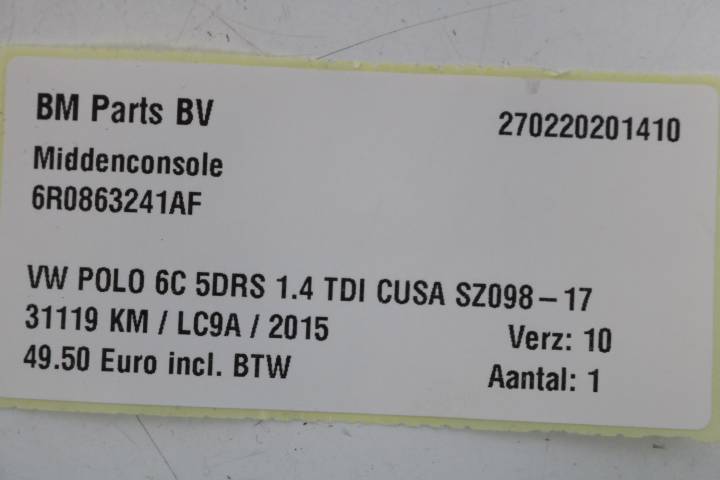 BM Parts BV
270220201410
Middenconsole
6R0863241AF
VW POLO 6C 5DRS 1.4 TDI CUSA SZ098-17
31119 KM / LC9A / 2015
Verz: 10
49.50 Euro incl. BTW
Aantal: 1